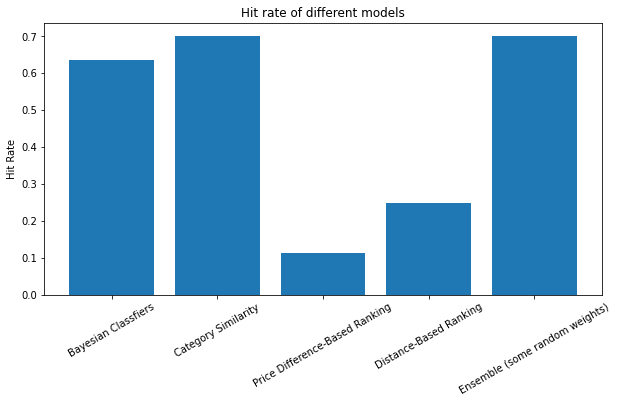 Hit rate of different models
Hit Rate
0.7
0.6
0.5
0.4
0.3
0.2
0.1
0.0
Bayesian Classfiers
Category Similarity
Price Difference-Based Ranking
Distance-Based Ranking
Ensemble (some random weights)